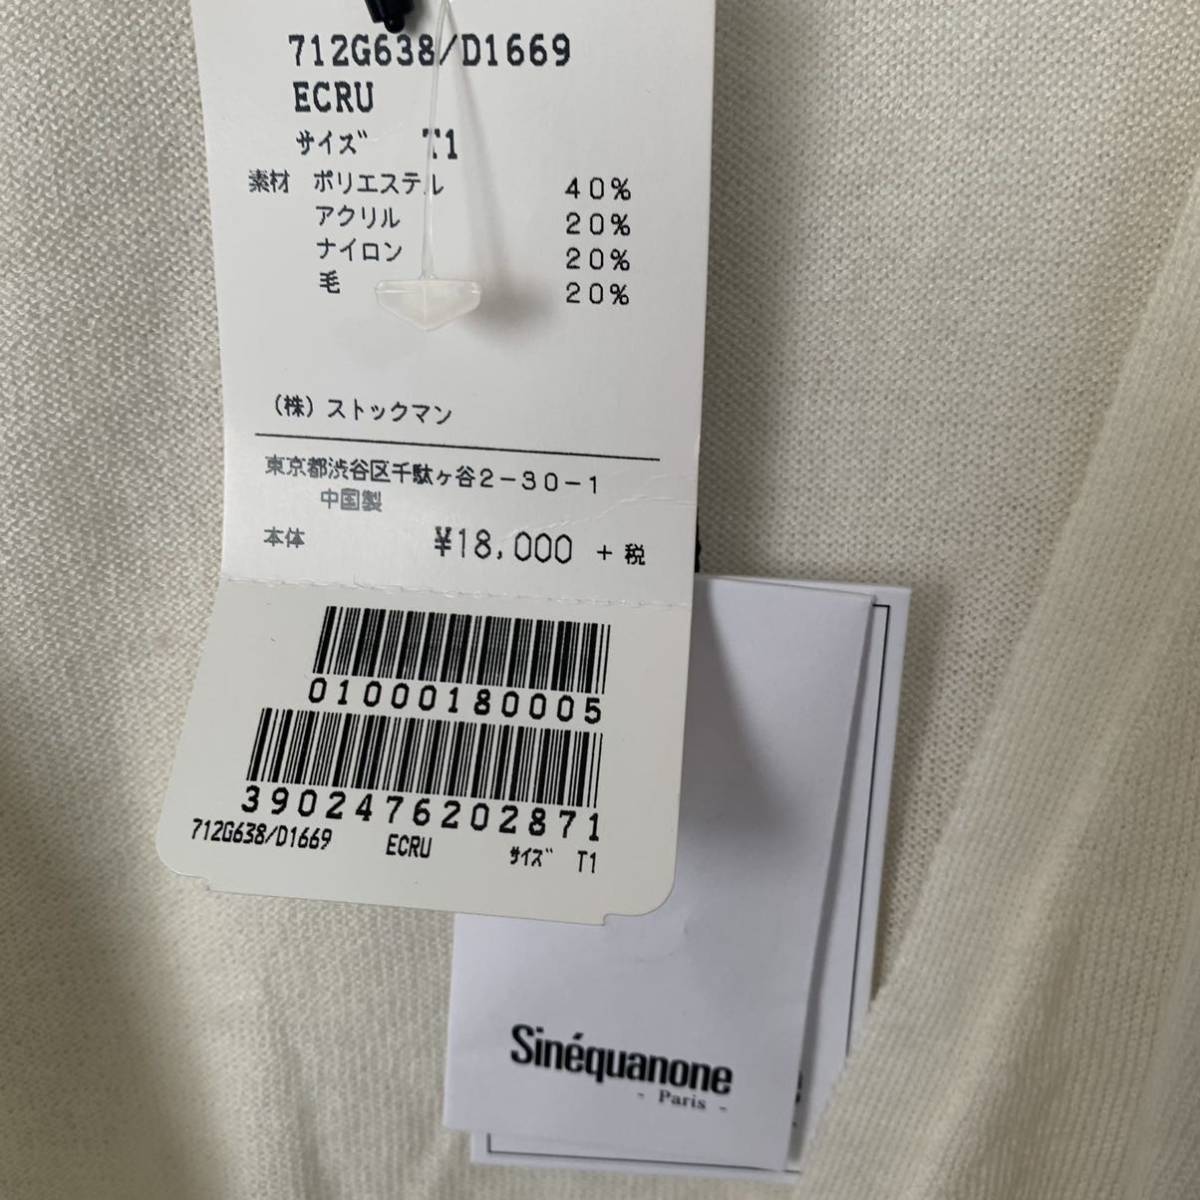 712G638/D1669
ECRU
サイズ T1
素材 ポリエステル 40%
アクリル 20%
ナイロン 20%
毛 20%
（株）ストックマン
東京都渋谷区千駄ヶ谷2-30-1
中国製
本体 ¥18,000 +税
01000180005
3902476202871
712G638/D1669 ECRU サイズ T1
Sinéquanone
- Paris -